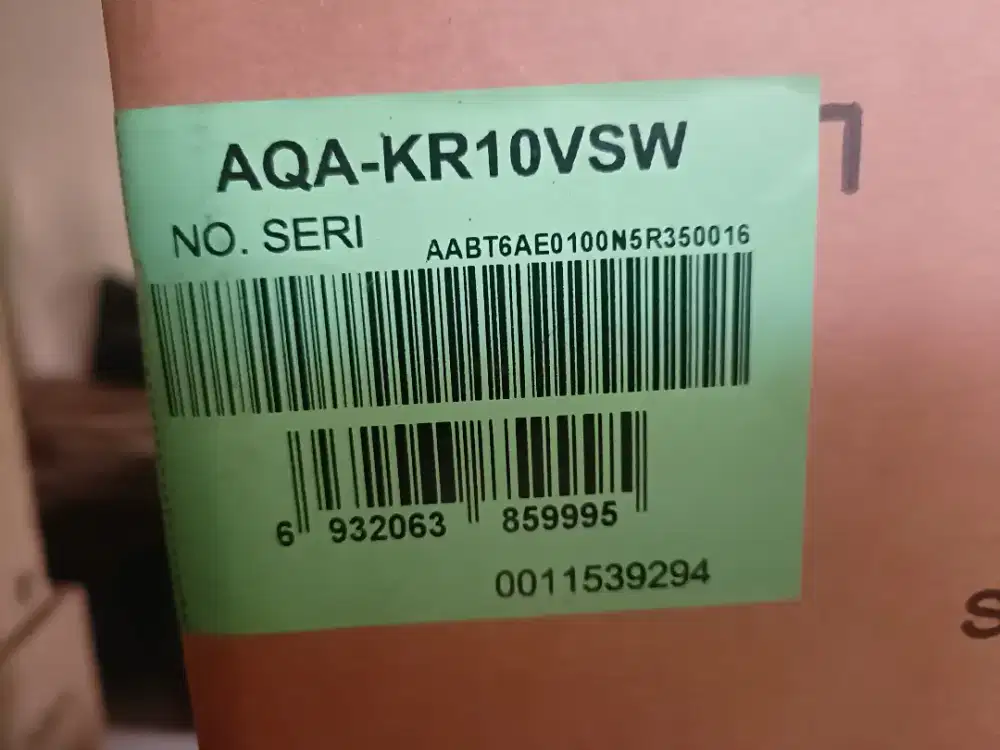 AQA-KR10VSW
NO. SERI
AABT6AE0100N5R350016
6 932063 859995
0011539294
S